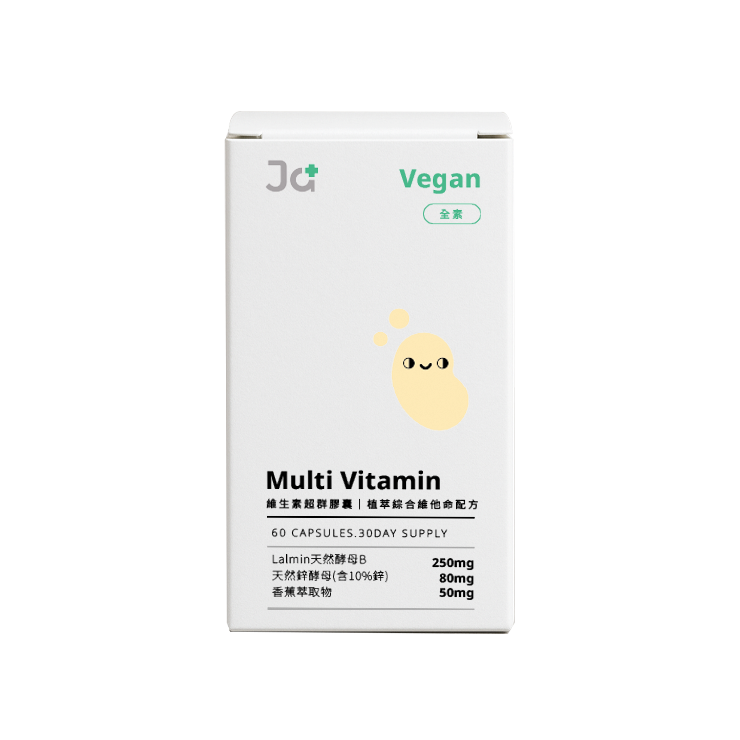 Ja+
Vegan
全素
Multi Vitamin
維生素超群膠囊｜植萃綜合維他命配方
60 CAPSULES.30DAY SUPPLY
Lalmin天然酵母B 250mg
天然鋅酵母(含10%鋅) 80mg
香蕉萃取物 50mg